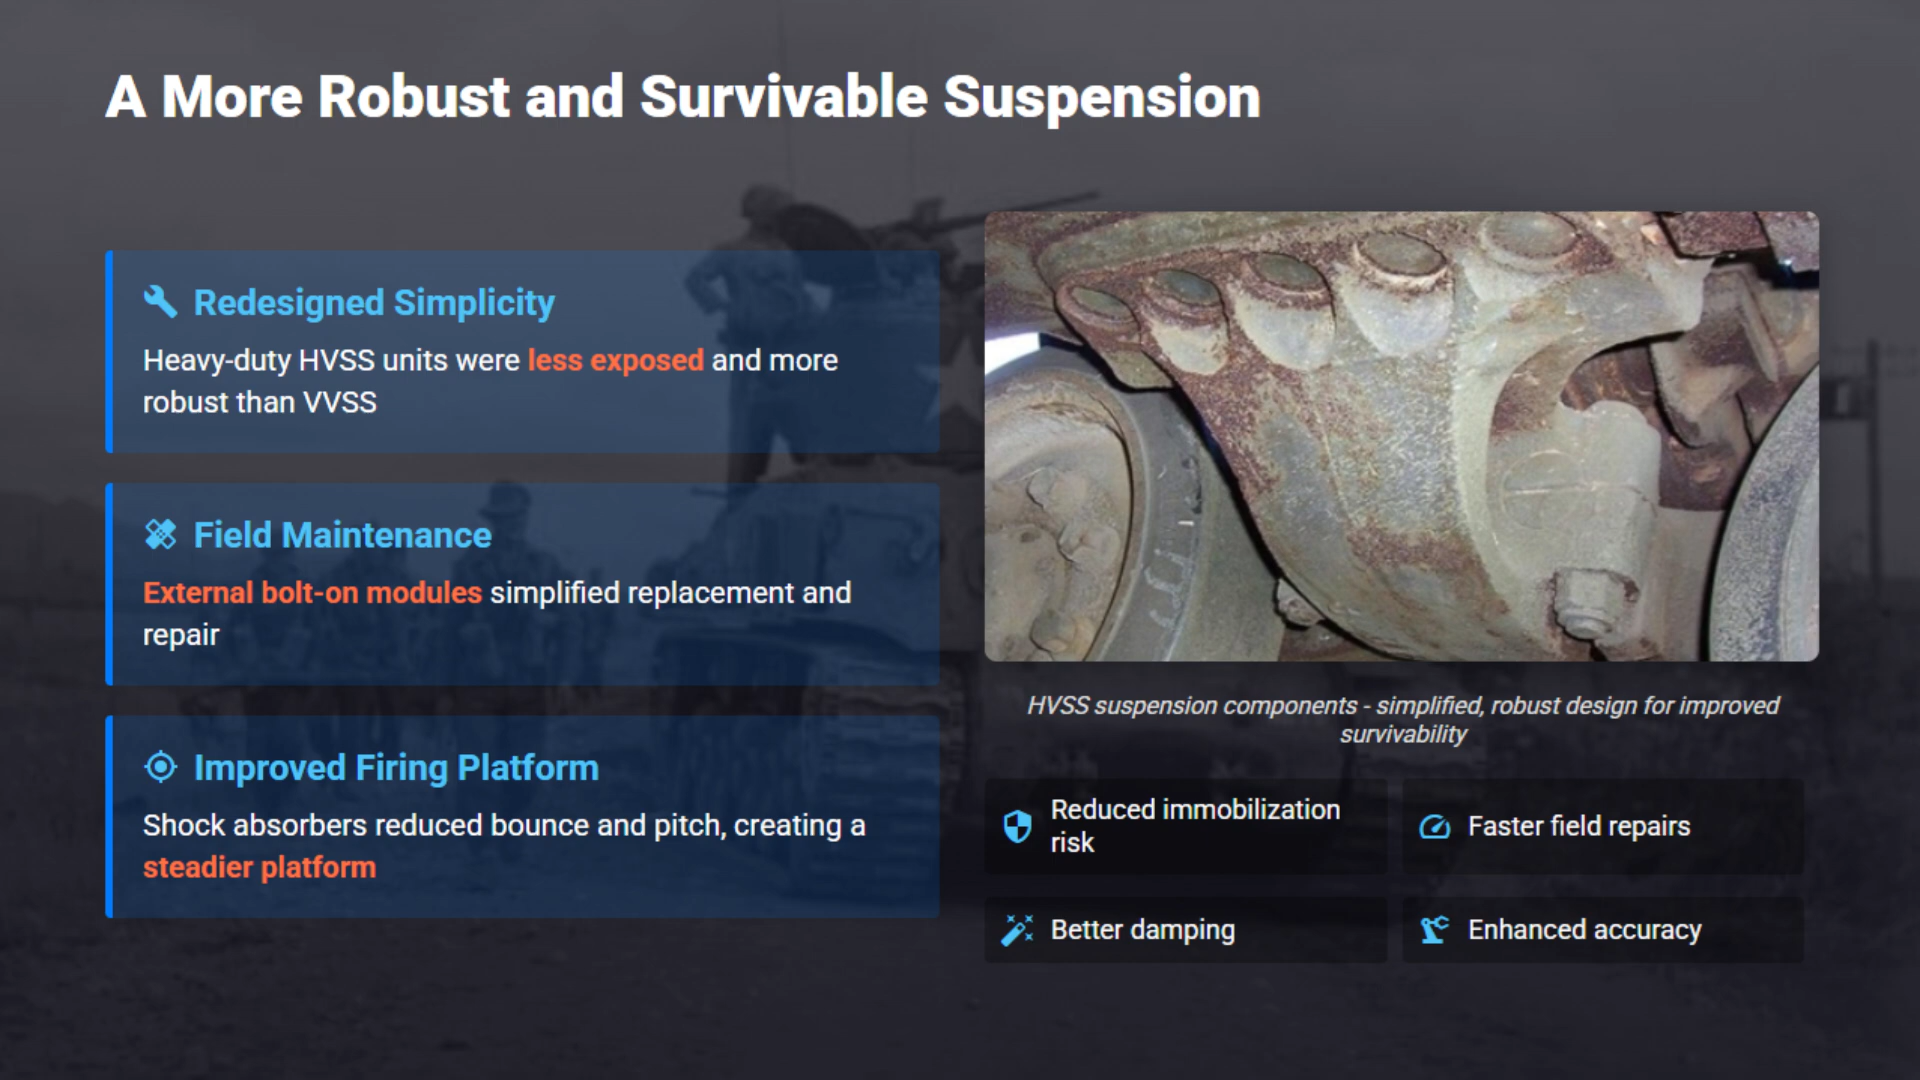 A More Robust and Survivable Suspension
Redesigned Simplicity
Heavy-duty HVSS units were less exposed and more
robust than VVSS
Field Maintenance
External bolt-on modules simplified replacement and
repair
Improved Firing Platform
Shock absorbers reduced bounce and pitch, creating a
steadier platform
HVSS suspension components - simplified, robust design for improved
survivability
Reduced immobilization
risk
Faster field repairs
Better damping
Enhanced accuracy